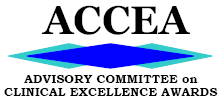 ACCEA
ADVISORY COMMITTEE on
CLINICAL EXCELLENCE AWARDS